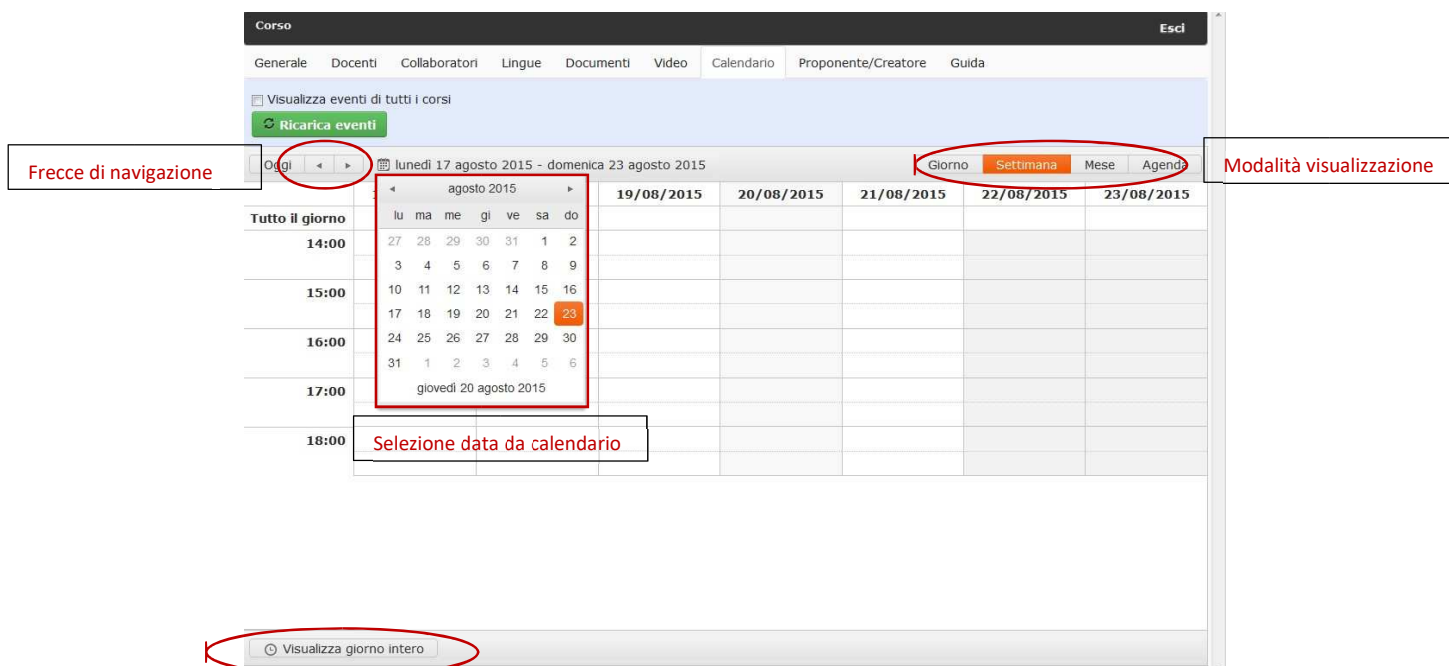 Corso Esci
Generale Docenti Collaboratori Lingue Documenti Video Calendario Proponente/Creatore Guida
Visualizza eventi di tutti i corsi
Ricarica eventi
Frecce di navigazione
Oggi lunedì 17 agosto 2015 - domenica 23 agosto 2015 Giorno Settimana Mese Agenda
Modalità visualizzazione
19/08/2015 20/08/2015 21/08/2015 22/08/2015 23/08/2015
agosto 2015
lu ma me gi ve sa do
27 28 29 30 31 1 2
3 4 5 6 7 8 9
10 11 12 13 14 15 16
17 18 19 20 21 22 23
24 25 26 27 28 29 30
31 1 2 3 4 5 6
giovedì 20 agosto 2015
Tutto il giorno
14:00
15:00
16:00
17:00
18:00
Selezione data da calendario
Visualizza giorno intero